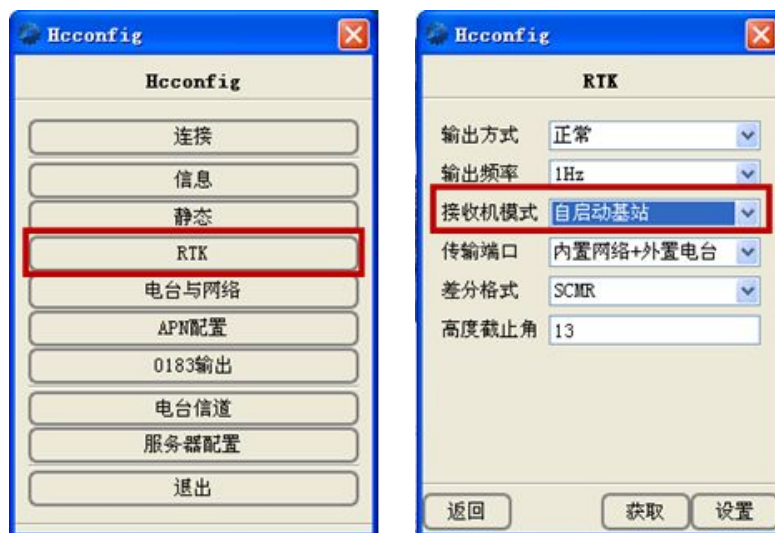 Hcconfig
Hcconfig
连接
信息
静态
RTK
电台与网络
APN配置
0183输出
电台信道
服务器配置
退出
Hcconfig
RTK
输出方式 正常
输出频率 1Hz
接收机模式 自启动基站
传输端口 内置网络+外置电台
差分格式 SCMR
高度截止角 13
返回 获取 设置